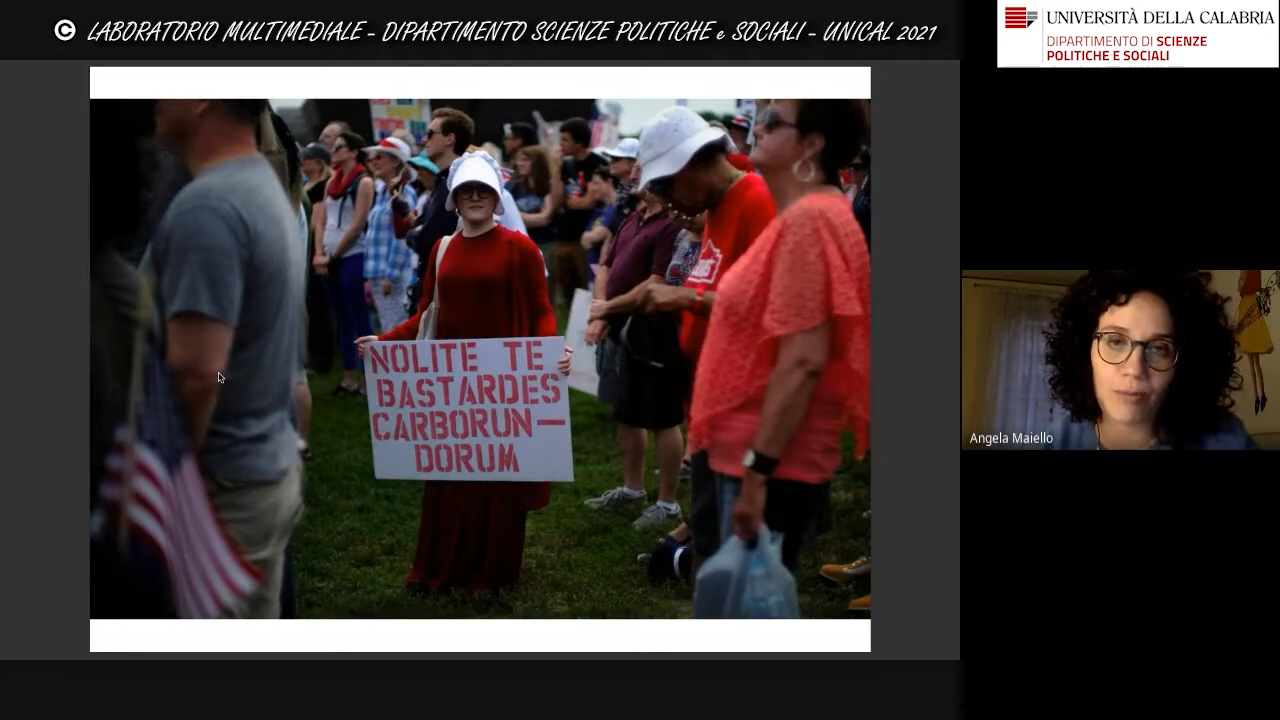 © LABORATORIO MULTIMEDIALE - DIPARTIMENTO SCIENZE POLITICHE e SOCIALI - UNICAL 2021
UNIVERSITÀ DELLA CALABRIA
DIPARTIMENTO DI SCIENZE
POLITICHE E SOCIALI
NOLITE TE
BASTARDES
CARBORUN—
DORUM
Angela Maiello